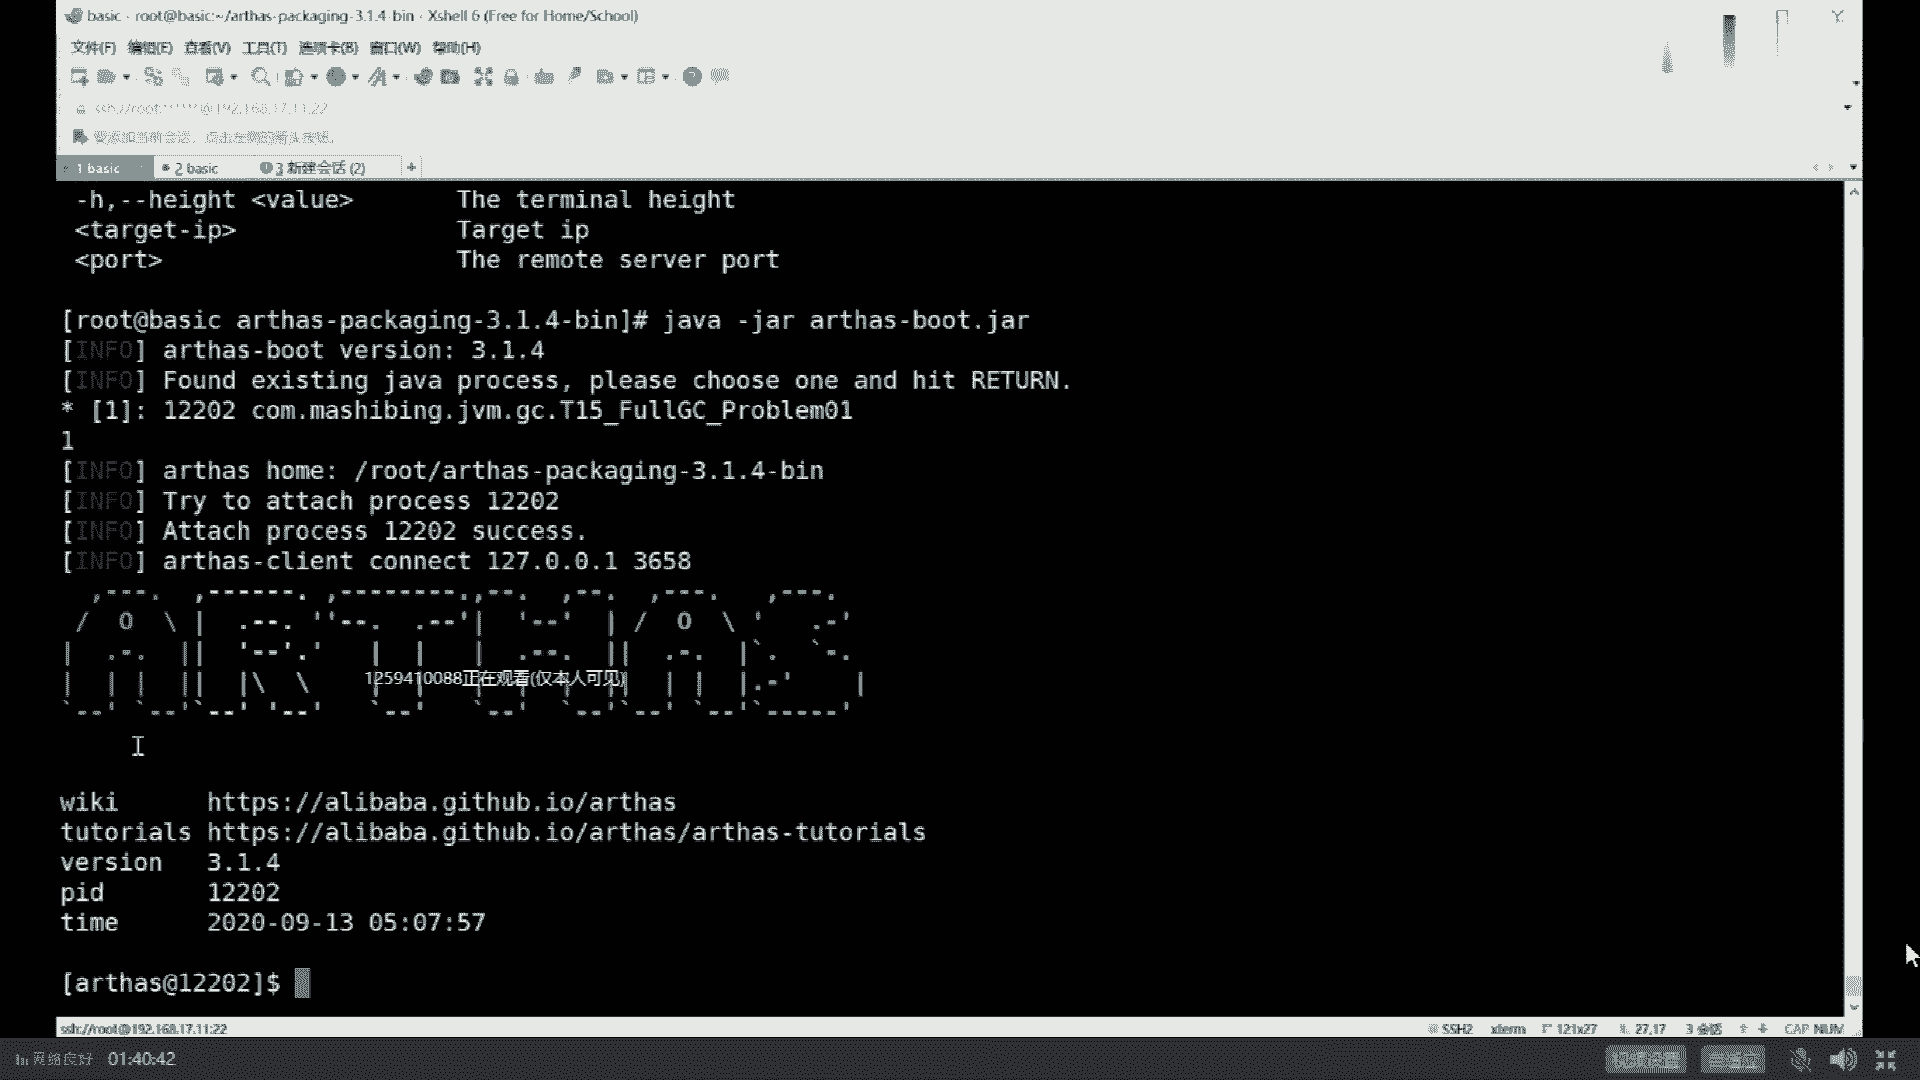 basic - root@basic:~/arthas-packaging-3.1.4-bin - Xshell 6 (Free for Home/School)
文件(F) 编辑(E) 查看(V) 工具(T) 选项卡(B) 窗口(W) 帮助(H)
ssh://root:*****@192.168.17.11:22
要添加当前会话，点击左侧的箭头按钮。
1 basic
2 basic
3 新建会话 (2)
+
-h,--height <value> The terminal height
<target-ip> Target ip
<port> The remote server port
[root@basic arthas-packaging-3.1.4-bin]# java -jar arthas-boot.jar
[INFO] arthas-boot version: 3.1.4
[INFO] Found existing java process, please choose one and hit RETURN.
* [1]: 12202 com.mashibing.jvm.gc.T15_FullGC_Problem01
1
[INFO] arthas home: /root/arthas-packaging-3.1.4-bin
[INFO] Try to attach process 12202
[INFO] Attach process 12202 success.
[INFO] arthas-client connect 127.0.0.1 3658
ARTHAS
1259410088正在观看(仅本人可见)
wiki https://alibaba.github.io/arthas
tutorials https://alibaba.github.io/arthas/arthas-tutorials
version 3.1.4
pid 12202
time 2020-09-13 05:07:57
[arthas@12202]$
ssh://root@192.168.17.11:22
SSH2 xterm 121x27 27,17 3 会话 CAP NUM
网络良好 01:40:42